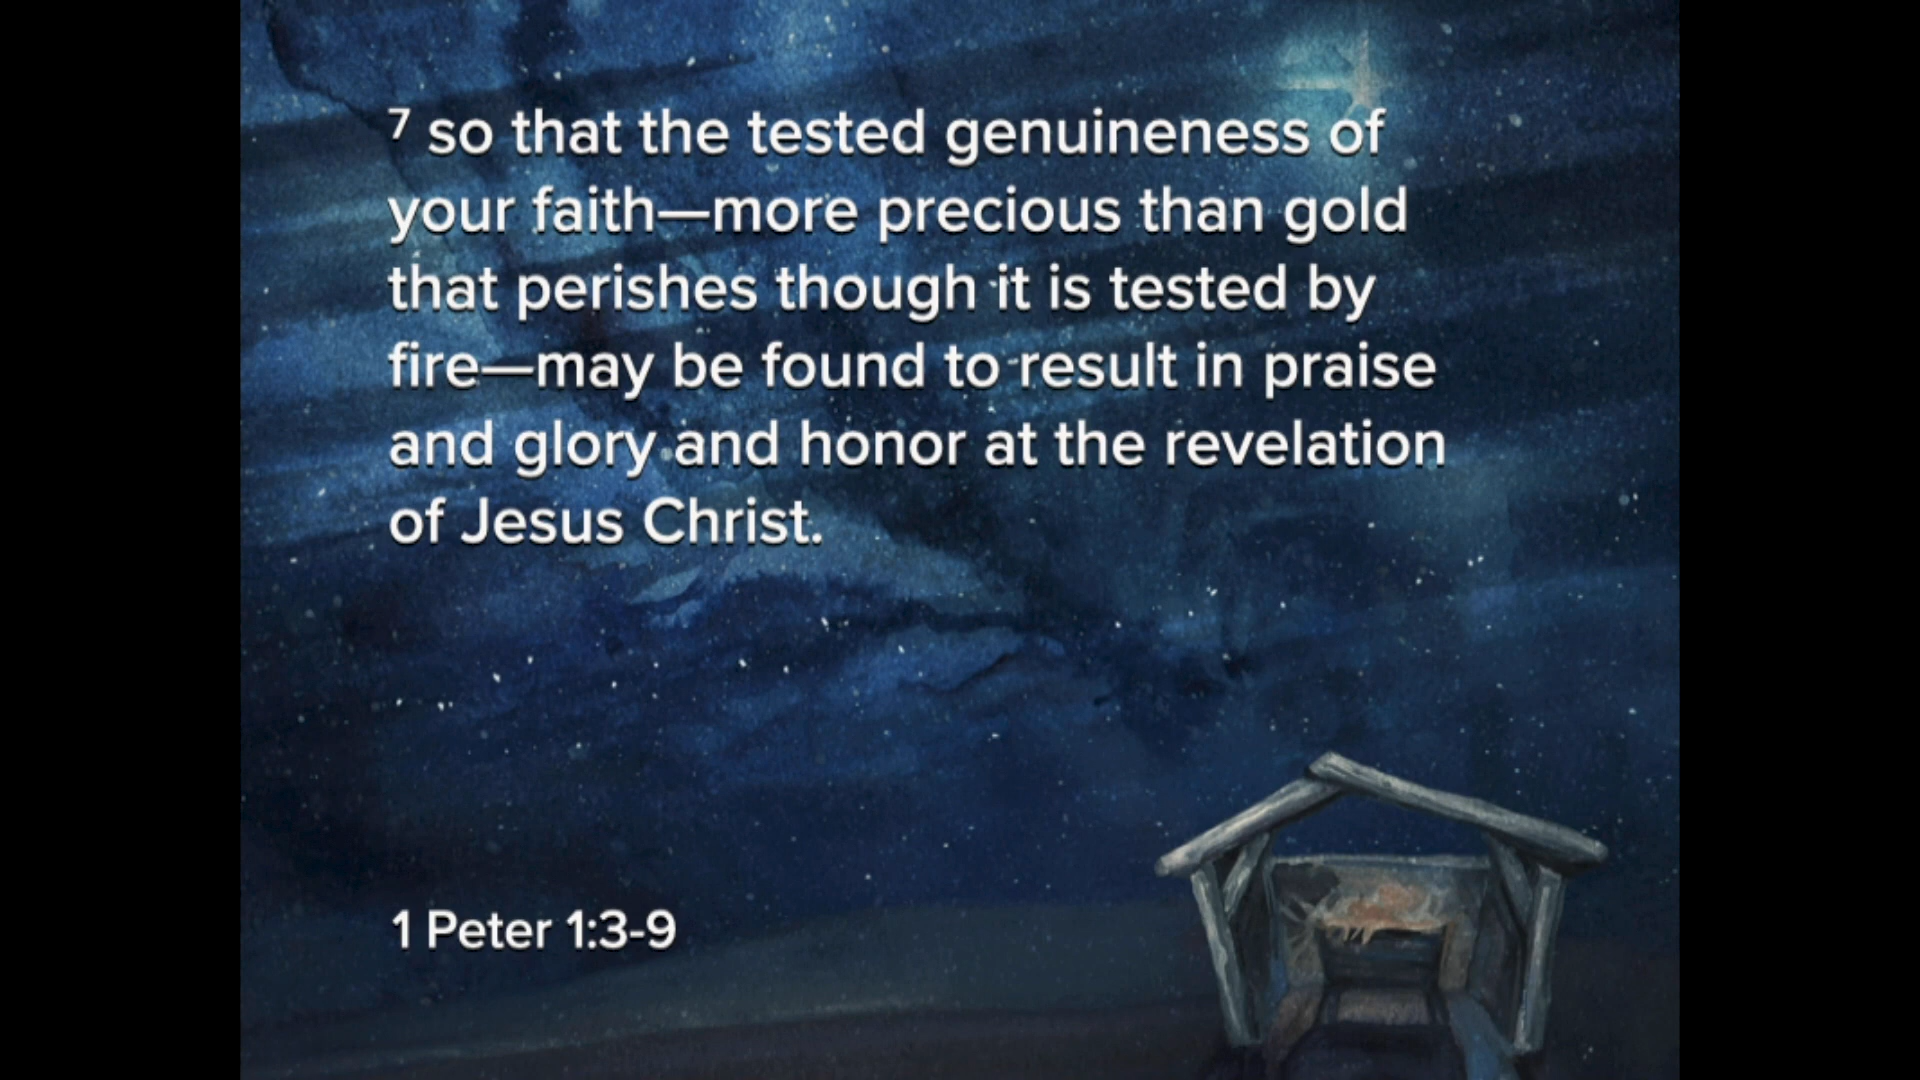 7 so that the tested genuineness of
your faith—more precious than gold
that perishes though it is tested by
fire—may be found to result in praise
and glory and honor at the revelation
of Jesus Christ.
1 Peter 1:3-9